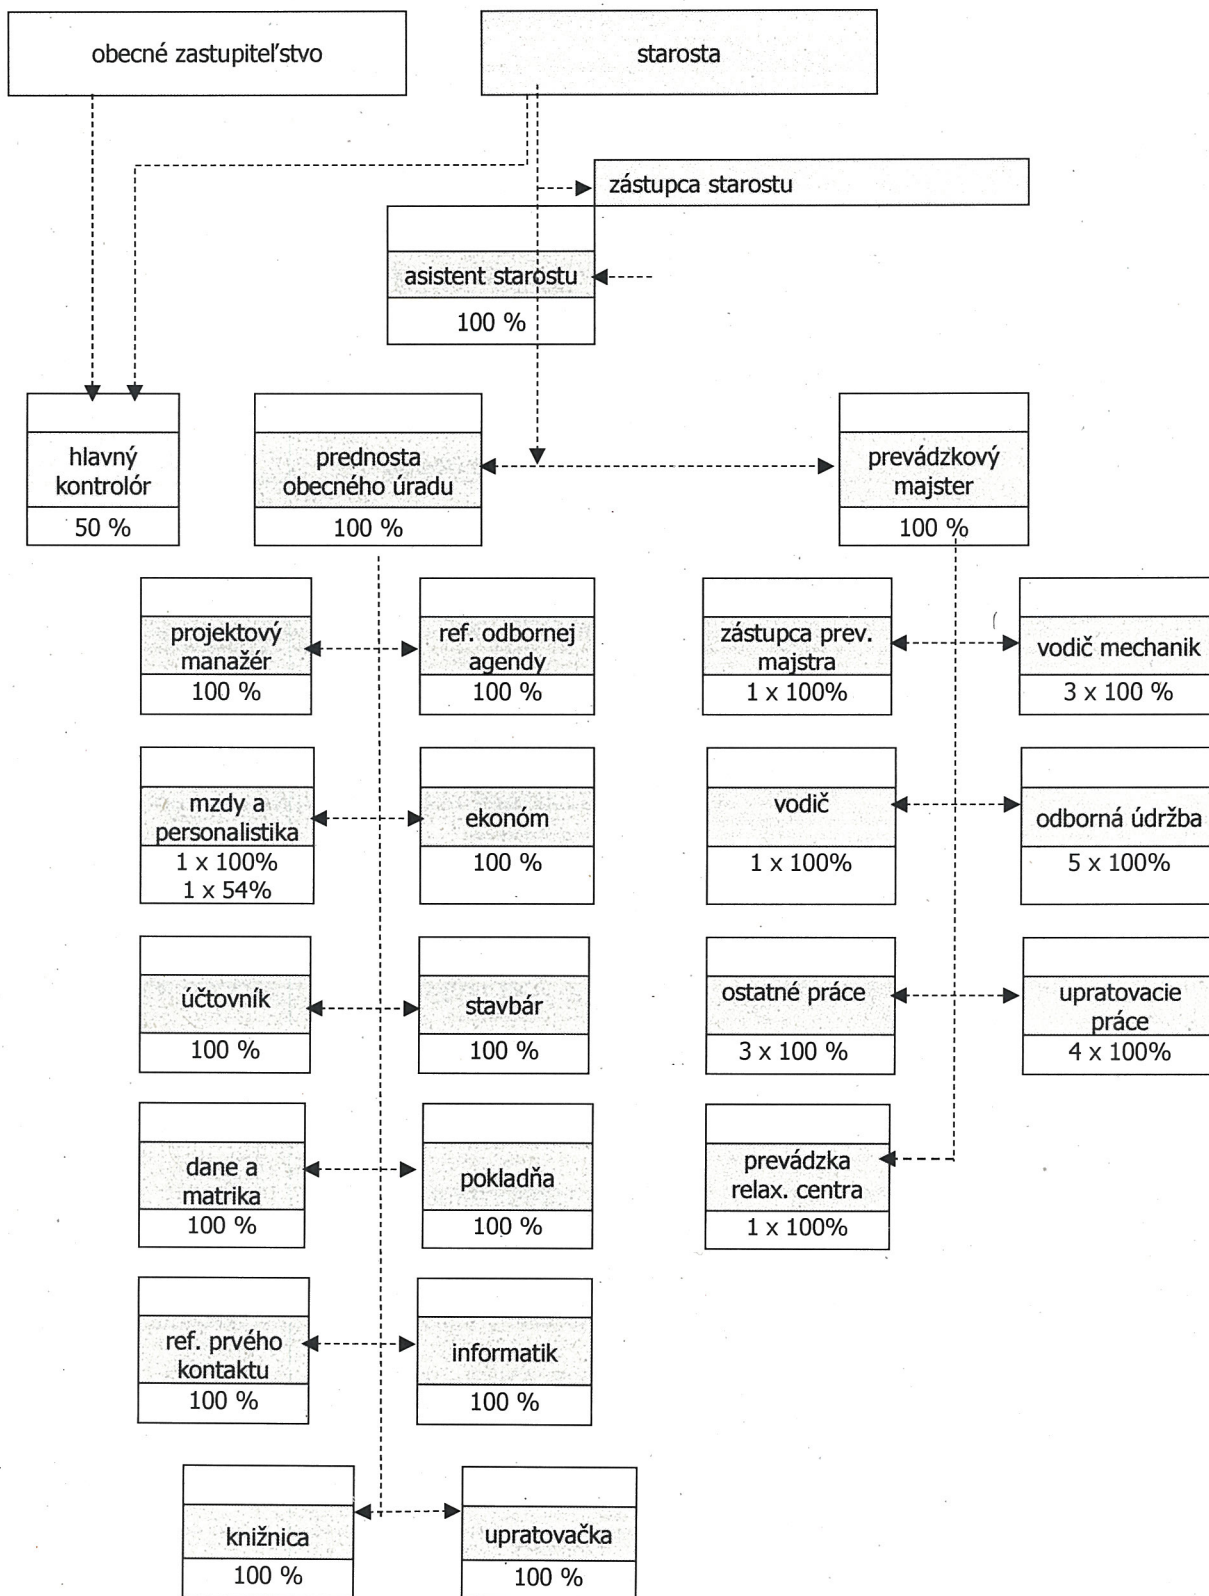 obecné zastupiteľstvo
starosta
zástupca starostu
asistent starostu
100 %
hlavný
kontrolór
50 %
prednosta
obecného úradu
100 %
prevádzkový
majster
100 %
projektový
manažér
100 %
ref. odbornej
agendy
100 %
zástupca prev.
majstra
1 x 100%
vodič mechanik
3 x 100 %
mzdy a
personalistika
1 x 100%
1 x 54%
ekonóm
100 %
vodič
1 x 100%
odborná údržba
5 x 100%
účtovník
100 %
stavbár
100 %
ostatné práce
3 x 100 %
upratovacie
práce
4 x 100%
dane a
matrika
100 %
pokladňa
100 %
prevádzka
relax. centra
1 x 100%
ref. prvého
kontaktu
100 %
informatik
100 %
knižnica
100 %
upratovačka
100 %